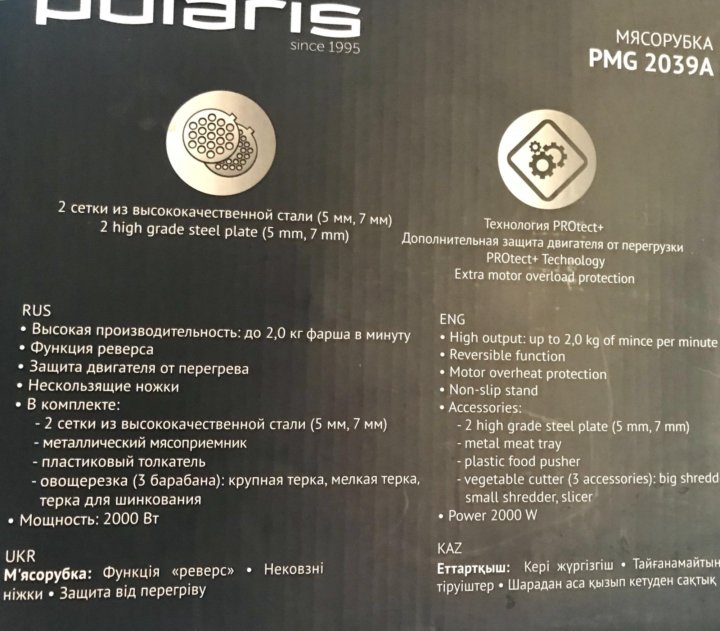 polaris
since 1995
МЯСОРУБКА
PMG 2039A
2 сетки из высококачественной стали (5 мм, 7 мм)
2 high grade steel plate (5 mm, 7 mm)
Технология PROtect+
Дополнительная защита двигателя от перегрузки
PROtect+ Technology
Extra motor overload protection
RUS
• Высокая производительность: до 2,0 кг фарша в минуту
• Функция реверса
• Защита двигателя от перегрева
• Нескользящие ножки
• В комплекте:
- 2 сетки из высококачественной стали (5 мм, 7 мм)
- металлический мясоприемник
- пластиковый толкатель
- овощерезка (3 барабана): крупная терка, мелкая терка,
терка для шинкования
• Мощность: 2000 Вт
ENG
• High output: up to 2,0 kg of mince per minute
• Reversible function
• Motor overheat protection
• Non-slip stand
• Accessories:
- 2 high grade steel plate (5 mm, 7 mm)
- metal meat tray
- plastic food pusher
- vegetable cutter (3 accessories): big shredd
small shredder, slicer
• Power 2000 W
UKR
М'ясорубка: Функція «реверс» • Нековзні
ніжки • Захист від перегріву
KAZ
Еттартқыш: Кері жүргізгіш • Тайғанамайтын
тіруіштер • Шарадан аса қызып кетуден сақтық